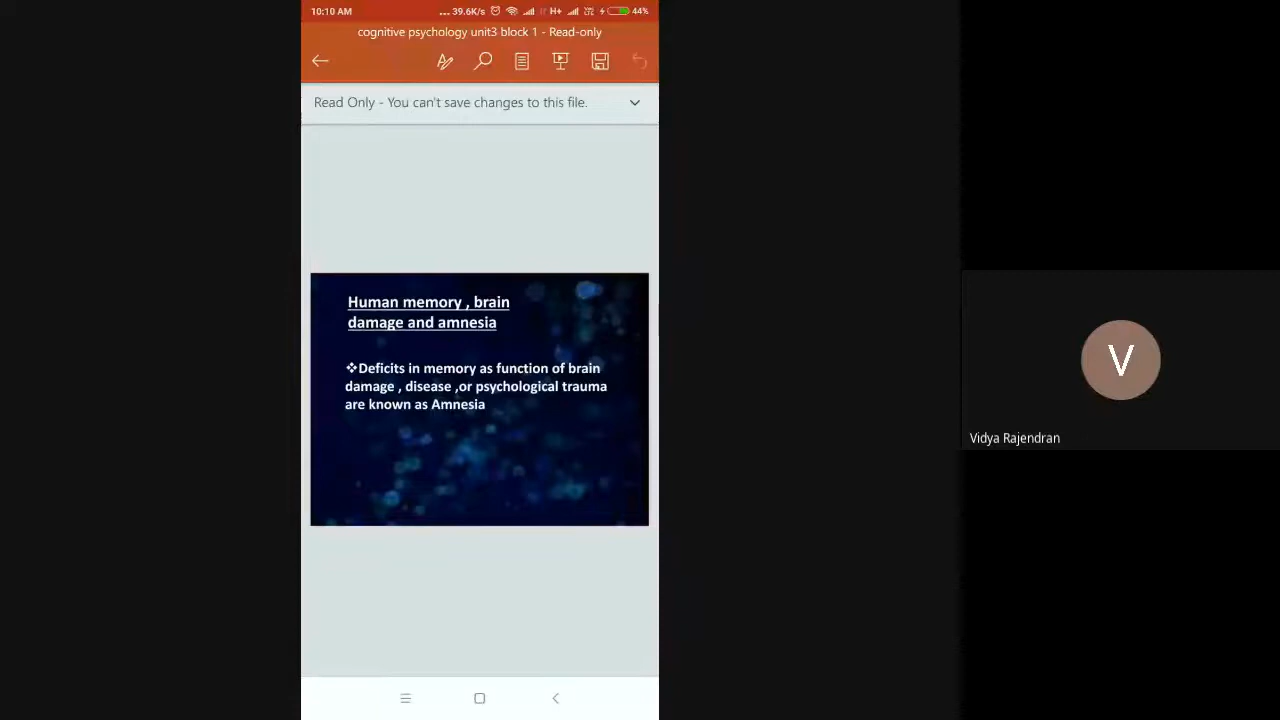 10:10 AM
... 39.6K/s H+ 44%
cognitive psychology unit3 block 1 - Read-only
Read Only - You can't save changes to this file.
Human memory , brain
damage and amnesia
❖Deficits in memory as function of brain
damage , disease ,or psychological trauma
are known as Amnesia
V
Vidya Rajendran